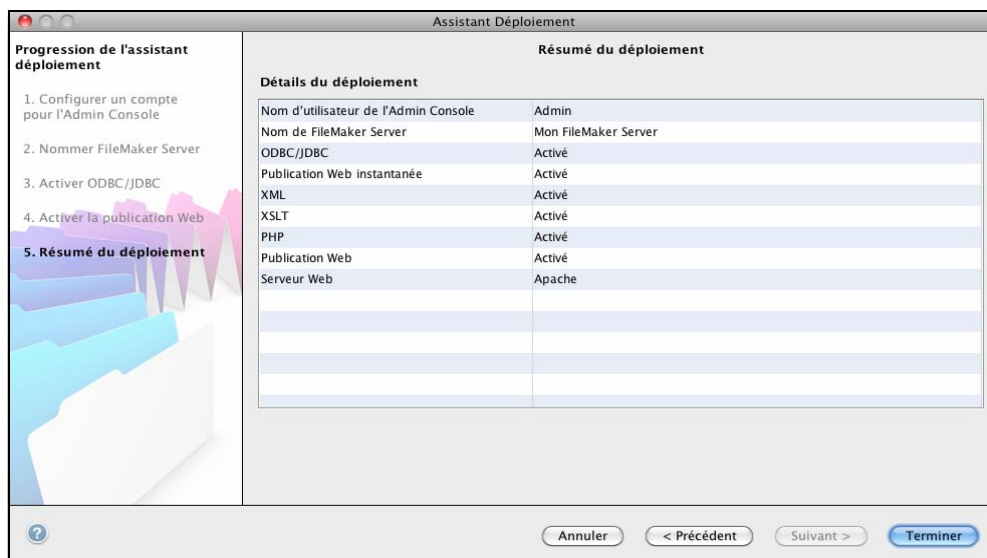 Assistant Déploiement
Progression de l'assistant
déploiement
1. Configurer un compte
pour l'Admin Console
2. Nommer FileMaker Server
3. Activer ODBC/JDBC
4. Activer la publication Web
5. Résumé du déploiement
Résumé du déploiement
Détails du déploiement
Nom d'utilisateur de l'Admin Console Admin
Nom de FileMaker Server Mon FileMaker Server
ODBC/JDBC Activé
Publication Web instantanée Activé
XML Activé
XSLT Activé
PHP Activé
Publication Web Activé
Serveur Web Apache
?
Annuler < Précédent Suivant > Terminer